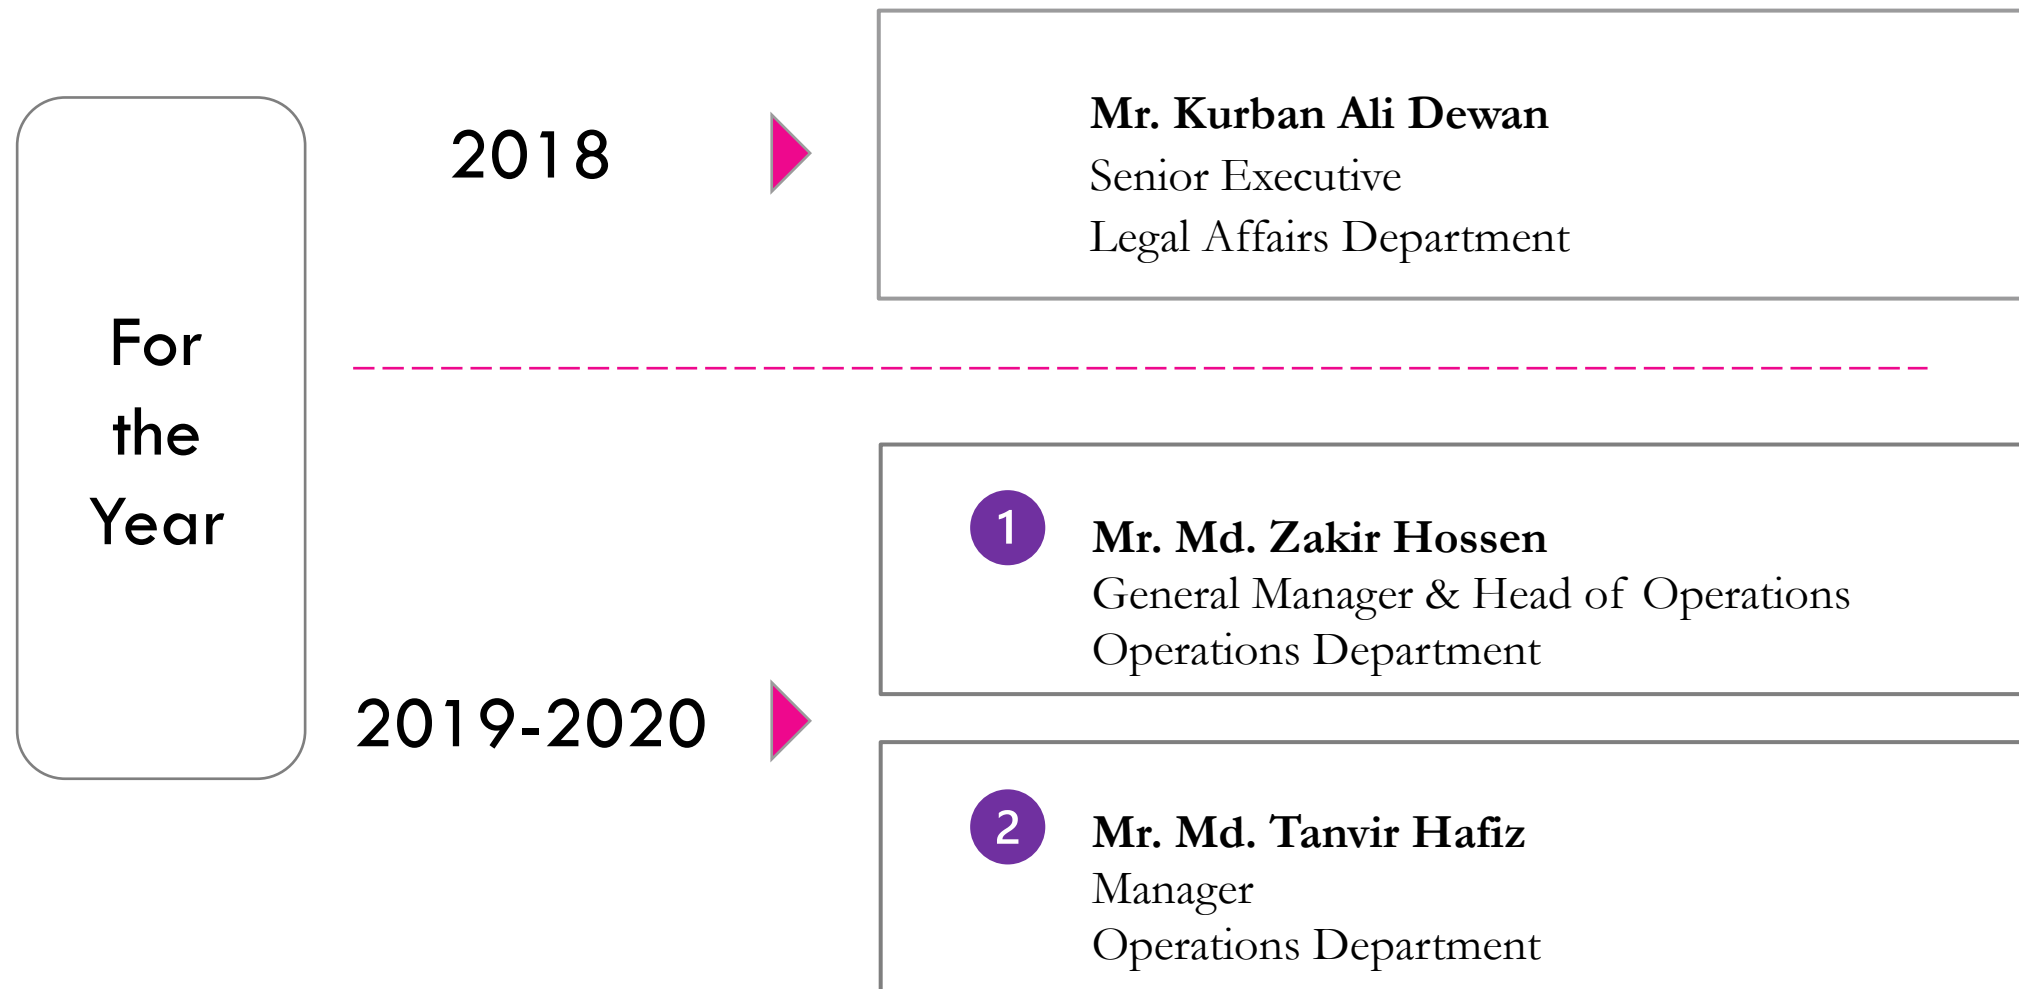 For
the
Year
2018
Mr. Kurban Ali Dewan
Senior Executive
Legal Affairs Department
2019-2020
1
Mr. Md. Zakir Hossen
General Manager & Head of Operations
Operations Department
2
Mr. Md. Tanvir Hafiz
Manager
Operations Department